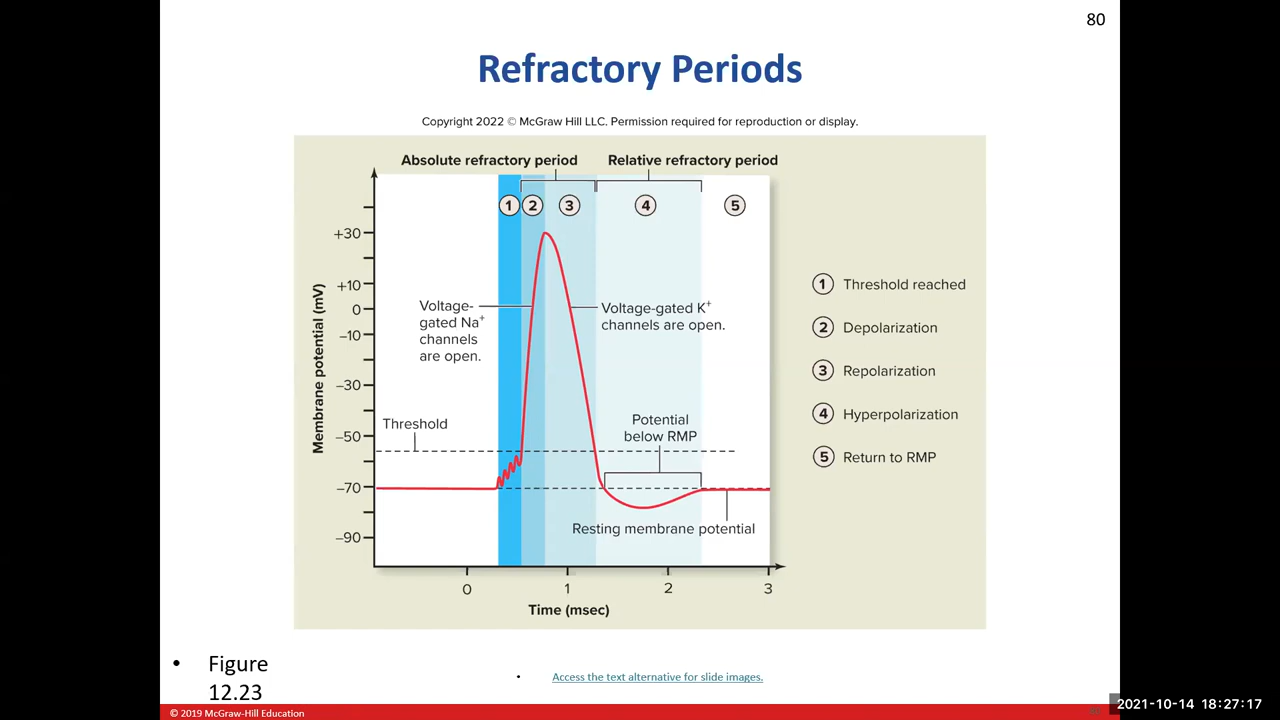 80
Refractory Periods
Copyright 2022 © McGraw Hill LLC. Permission required for reproduction or display.
Absolute refractory period
Relative refractory period
1
2
3
4
5
+30
+10
0
–10
–30
–50
–70
–90
Membrane potential (mV)
Voltage-
gated Na+
channels
are open.
Voltage-gated K+
channels are open.
Threshold
Potential
below RMP
Resting membrane potential
0
1
2
3
Time (msec)
1 Threshold reached
2 Depolarization
3 Repolarization
4 Hyperpolarization
5 Return to RMP
• Figure
12.23
• Access the text alternative for slide images.
© 2019 McGraw-Hill Education
2021-10-14 18:27:17